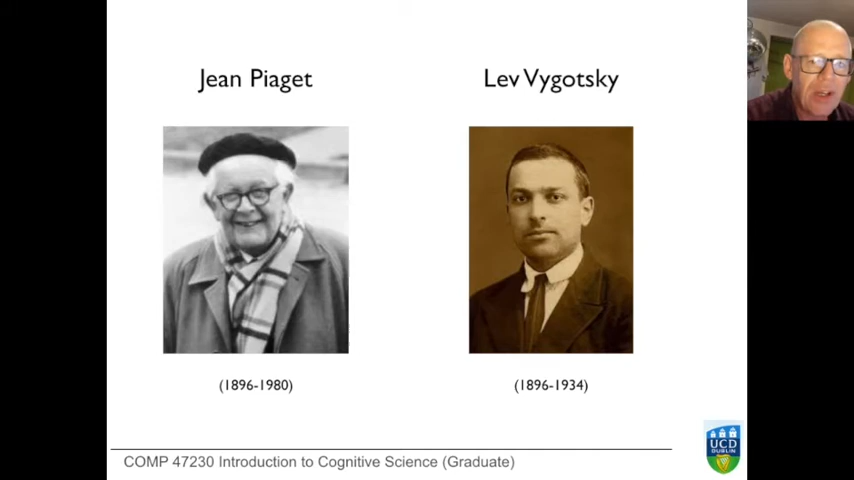 Jean Piaget
Lev Vygotsky
(1896-1980)
(1896-1934)
COMP 47230 Introduction to Cognitive Science (Graduate)
UCD
DUBLIN